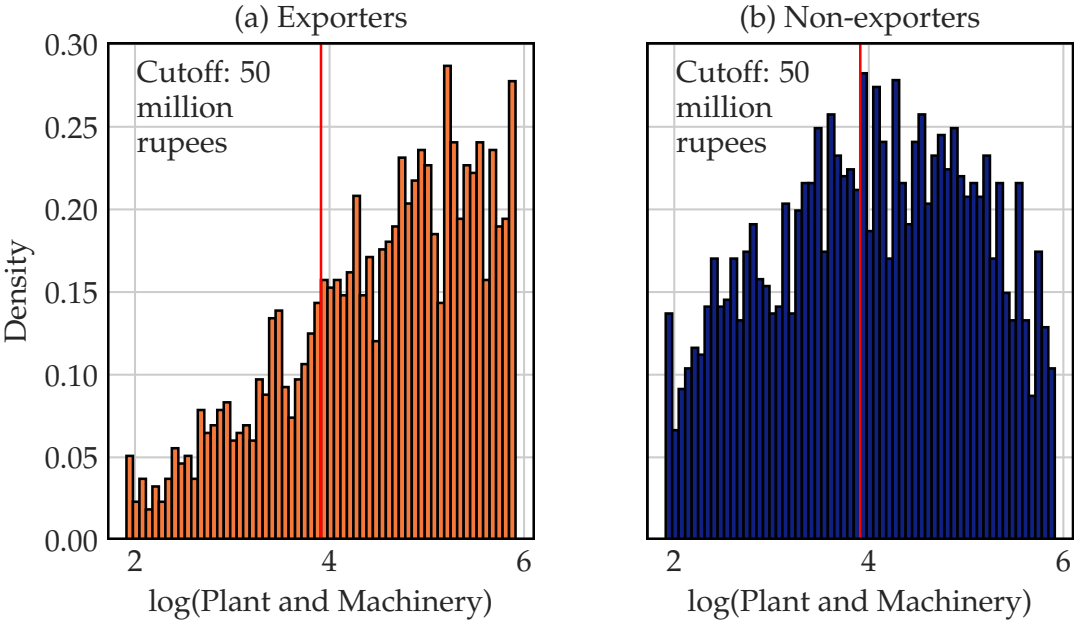 (a) Exporters
Cutoff: 50
million
rupees
0.30
0.25
0.20
0.15
0.10
0.05
0.00
Density
2 4 6
log(Plant and Machinery)
(b) Non-exporters
Cutoff: 50
million
rupees
2 4 6
log(Plant and Machinery)